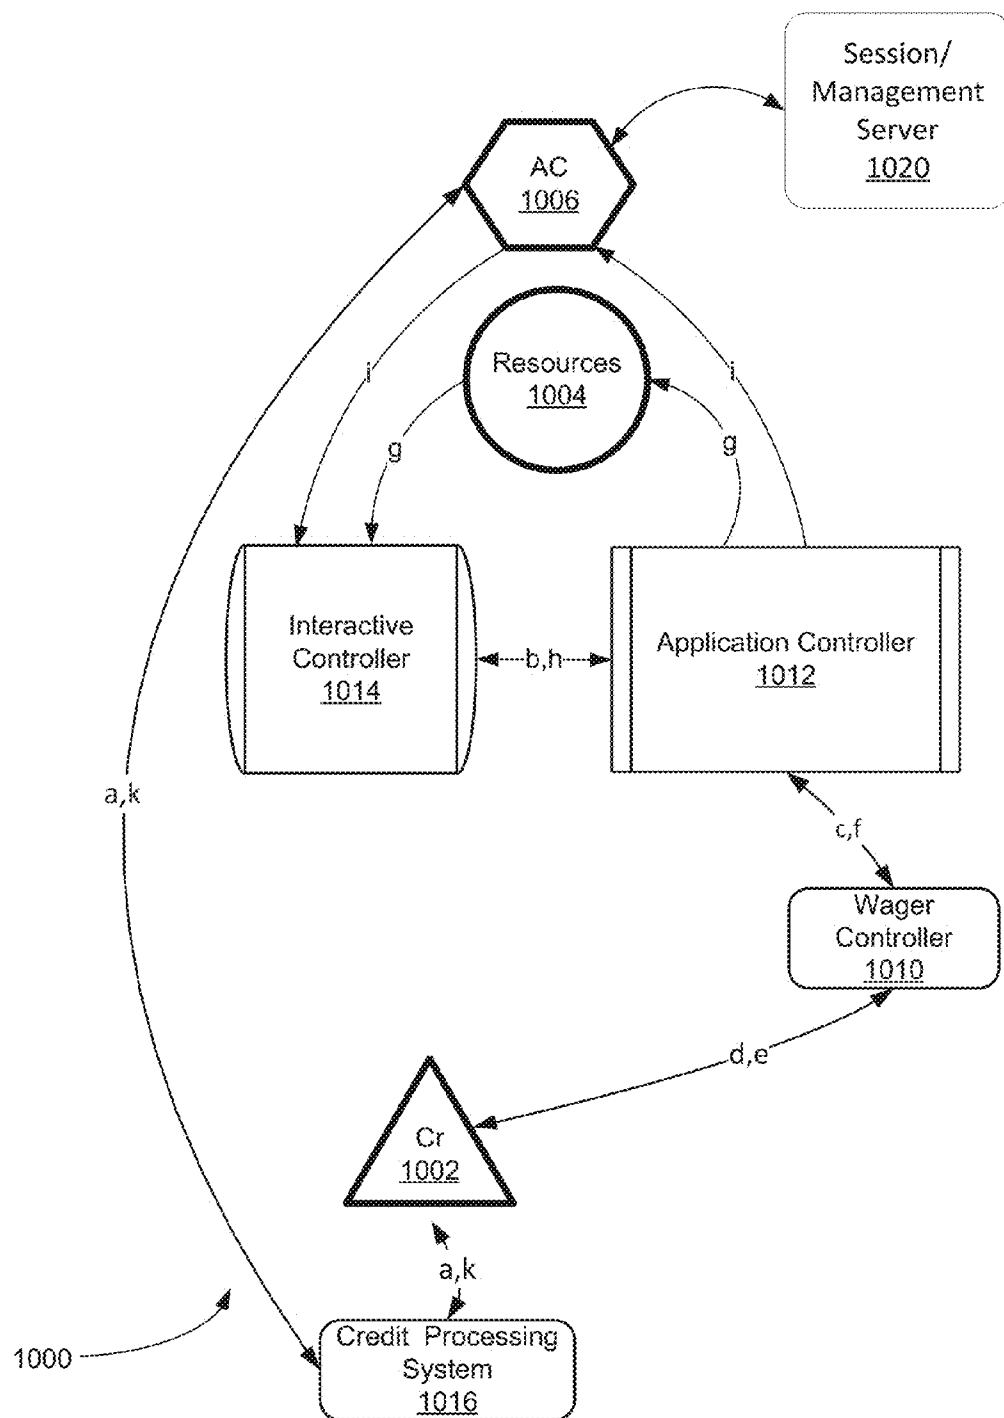 Session/
Management
Server
1020
AC
1006
Resources
1004
i
i
g
g
Interactive
Controller
1014
b,h
Application Controller
1012
a,k
c,f
Wager
Controller
1010
d,e
Cr
1002
a,k
1000
Credit Processing
System
1016